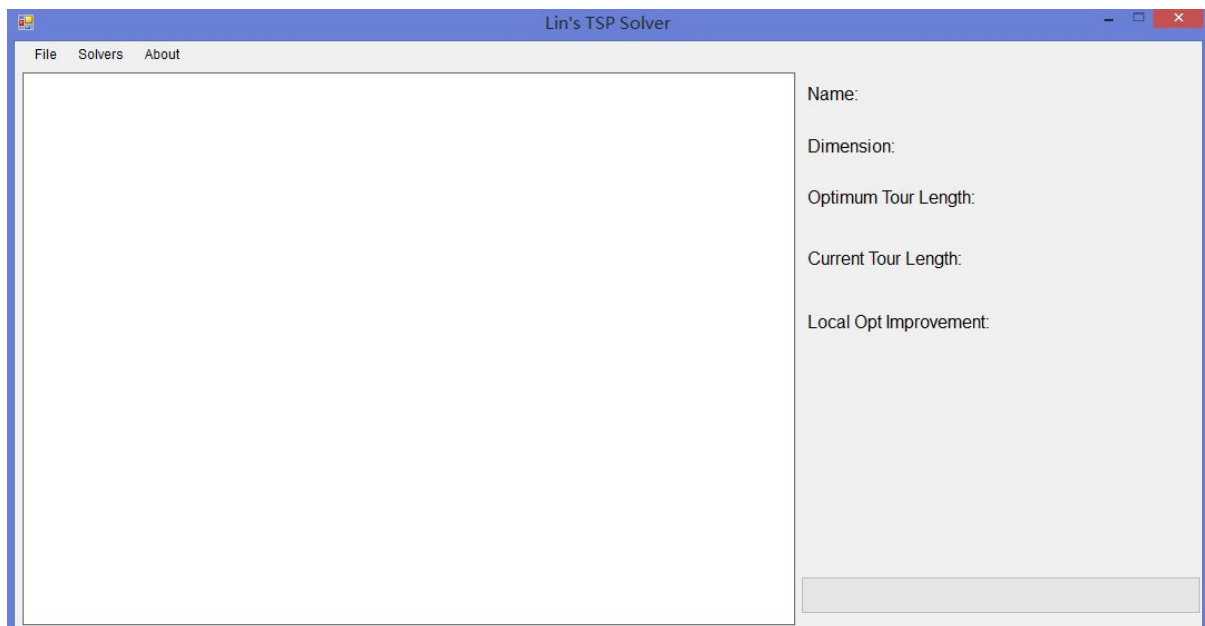 Lin's TSP Solver
File Solvers About
Name:
Dimension:
Optimum Tour Length:
Current Tour Length:
Local Opt Improvement: